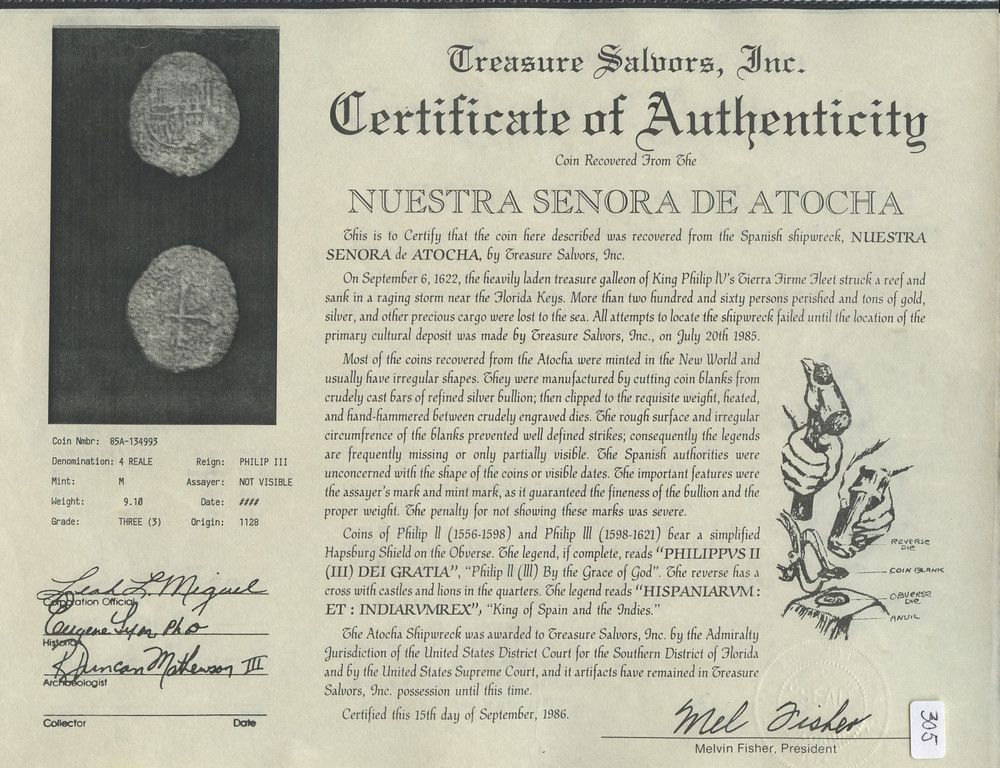 Treasure Salvors, Inc.
Certificate of Authenticity
Coin Recovered From The
NUESTRA SENORA DE ATOCHA
This is to Certify that the coin here described was recovered from the Spanish shipwreck, NUESTRA
SENORA de ATOCHA, by Treasure Salvors, Inc.
On September 6, 1622, the heavily laden treasure galleon of King Philip IV's Tierra Firme Fleet struck a reef and
sank in a raging storm near the Florida Keys. More than two hundred and sixty persons perished and tons of gold,
silver, and other precious cargo were lost to the sea. All attempts to locate the shipwreck failed until the location of the
primary cultural deposit was made by Treasure Salvors, Inc., on July 20th 1985.
Most of the coins recovered from the Atocha were minted in the New World and
usually have irregular shapes. They were manufactured by cutting coin blanks from
crudely cast bars of refined silver bullion; then clipped to the requisite weight, heated,
and hand-hammered between crudely engraved dies. The rough surface and irregular
circumfrence of the blanks prevented well defined strikes; consequently the legends
are frequently missing or only partially visible. The Spanish authorities were
unconcerned with the shape of the coins or visible dates. The important features were
the assayer's mark and mint mark, as it guaranteed the fineness of the bullion and the
proper weight. The penalty for not showing these marks was severe.
Coins of Philip II (1556-1598) and Philip III (1598-1621) bear a simplified
Hapsburg Shield on the Obverse. The legend, if complete, reads "PHILIPPVS II
(III) DEI GRATIA", "Philip II (III) By the Grace of God". The reverse has a
cross with castles and lions in the quarters. The legend reads "HISPANIARVM :
ET : INDIARVMREX", "King of Spain and the Indies."
The Atocha Shipwreck was awarded to Treasure Salvors, Inc. by the Admiralty
Jurisdiction of the United States District Court for the Southern District of Florida
and by the United States Supreme Court, and it artifacts have remained in Treasure
Salvors, Inc. possession until this time.
Certified this 15th day of September, 1986.
REVERSE
DIE
COIN BLANK
OBVERSE
DIE
ANVIL
Coin Nmbr: 85A-134993
Denomination: 4 REALE Reign: PHILIP III
Mint: M Assayer: NOT VISIBLE
Weight: 9.10 Date: ####
Grade: THREE (3) Origin: 1128
Leah L. Miguel
Corporation Official
Eugene Lyon PhD
Historian
R Duncan Mathewson III
Archeologist
Collector Date
Mel Fisher
Melvin Fisher, President
SEAL
305